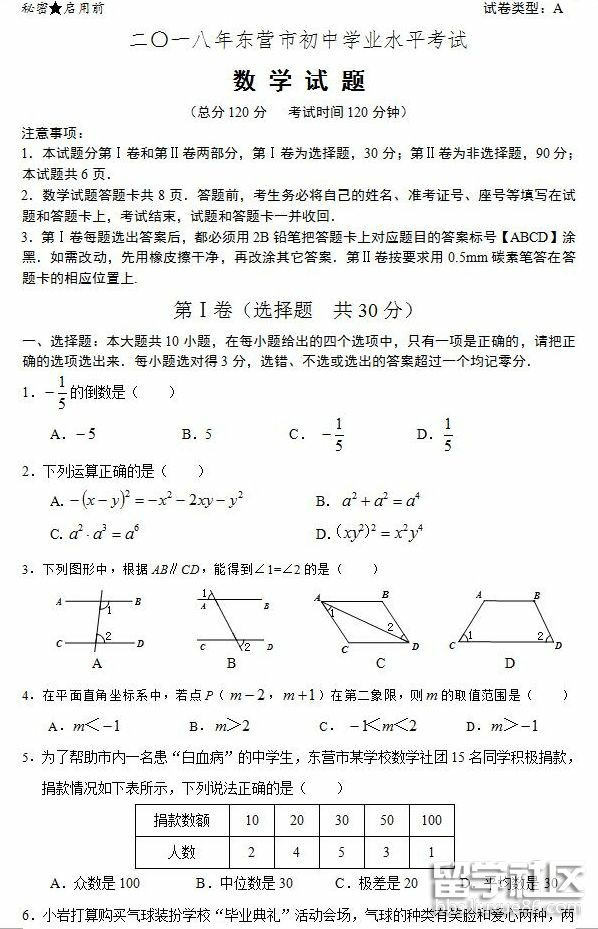 秘密★启用前 试卷类型：A
二〇一八年东营市初中学业水平考试
数 学 试 题
（总分 120 分 考试时间 120 分钟）
注意事项：
1．本试题分第Ⅰ卷和第Ⅱ卷两部分，第Ⅰ卷为选择题，30 分；第Ⅱ卷为非选择题，90 分；
本试题共 6 页．
2．数学试题答题卡共 8 页．答题前，考生务必将自己的姓名、准考证号、座号等填写在试
题和答题卡上，考试结束，试题和答题卡一并收回．
3．第Ⅰ卷每题选出答案后，都必须用 2B 铅笔把答题卡上对应题目的答案标号【ABCD】涂
黑．如需改动，先用橡皮擦干净，再改涂其它答案．第Ⅱ卷按要求用 0.5mm 碳素笔答在答
题卡的相应位置上.
第Ⅰ卷（选择题 共 30 分）
一、选择题：本大题共 10 小题，在每小题给出的四个选项中，只有一项是正确的，请把正
确的选项选出来．每小题选对得 3 分，选错、不选或选出的答案超过一个均记零分．
1．−1/5 的倒数是（ ）
A．−5 B．5 C． −1/5 D．1/5
2．下列运算正确的是（ ）
A. −(x−y)²=−x²−2xy−y² B． a²+a²=a⁴
C. a²·a³=a⁶ D.(xy²)²=x²y⁴
3．下列图形中，根据 AB∥CD，能得到∠1=∠2 的是（ ）
A B 1 C 2 D
1 A B C 2 D
A B 1 2 C D
A B C 1 2 D
A B C D
4．在平面直角坐标系中，若点 P（m−2，m+1）在第二象限，则 m 的取值范围是（ ）
A．m＜−1 B．m＞2 C． −1＜m＜2 D．m＞−1
5．为了帮助市内一名患“白血病”的中学生，东营市某学校数学社团 15 名同学积极捐款，
捐款情况如下表所示，下列说法正确的是（ ）
捐款数额 10 20 30 50 100
人数 2 4 5 3 1
A．众数是 100 B．中位数是 30 C．极差是 20 D．平均数是 30
6．小岩打算购买气球装扮学校“毕业典礼”活动会场，气球的种类有笑脸和爱心两种，两
留学社区